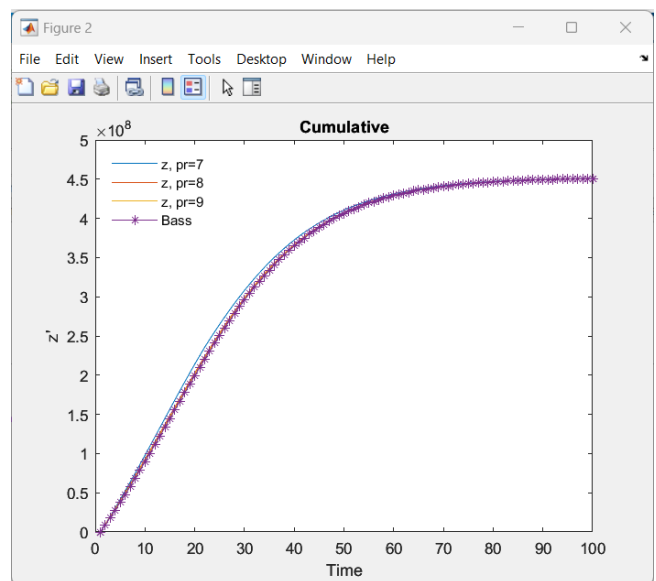 Figure 2
File Edit View Insert Tools Desktop Window Help
Cumulative
×10⁸
5
4.5
4
3.5
3
2.5
2
1.5
1
0.5
0
z'
z, pr=7
z, pr=8
z, pr=9
Bass
0 10 20 30 40 50 60 70 80 90 100
Time